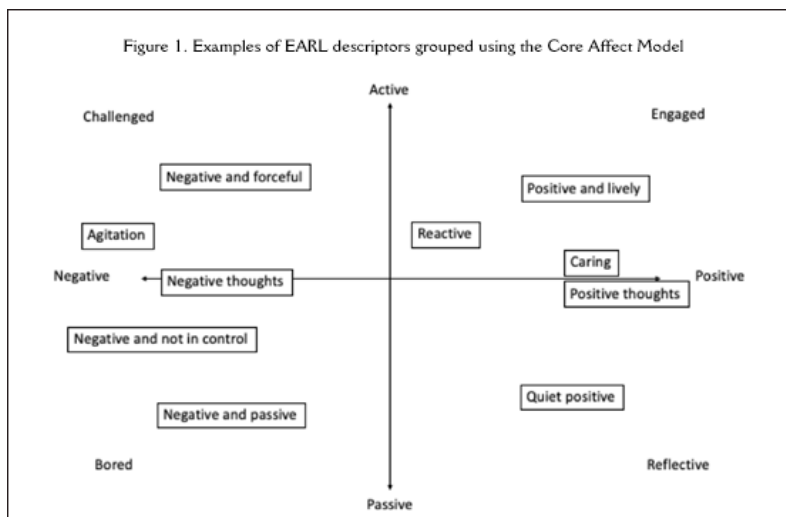 Figure 1. Examples of EARL descriptors grouped using the Core Affect Model
Active
Challenged
Engaged
Negative and forceful
Positive and lively
Agitation
Reactive
Caring
Negative
Negative thoughts
Positive
Positive thoughts
Negative and not in control
Quiet positive
Negative and passive
Bored
Reflective
Passive